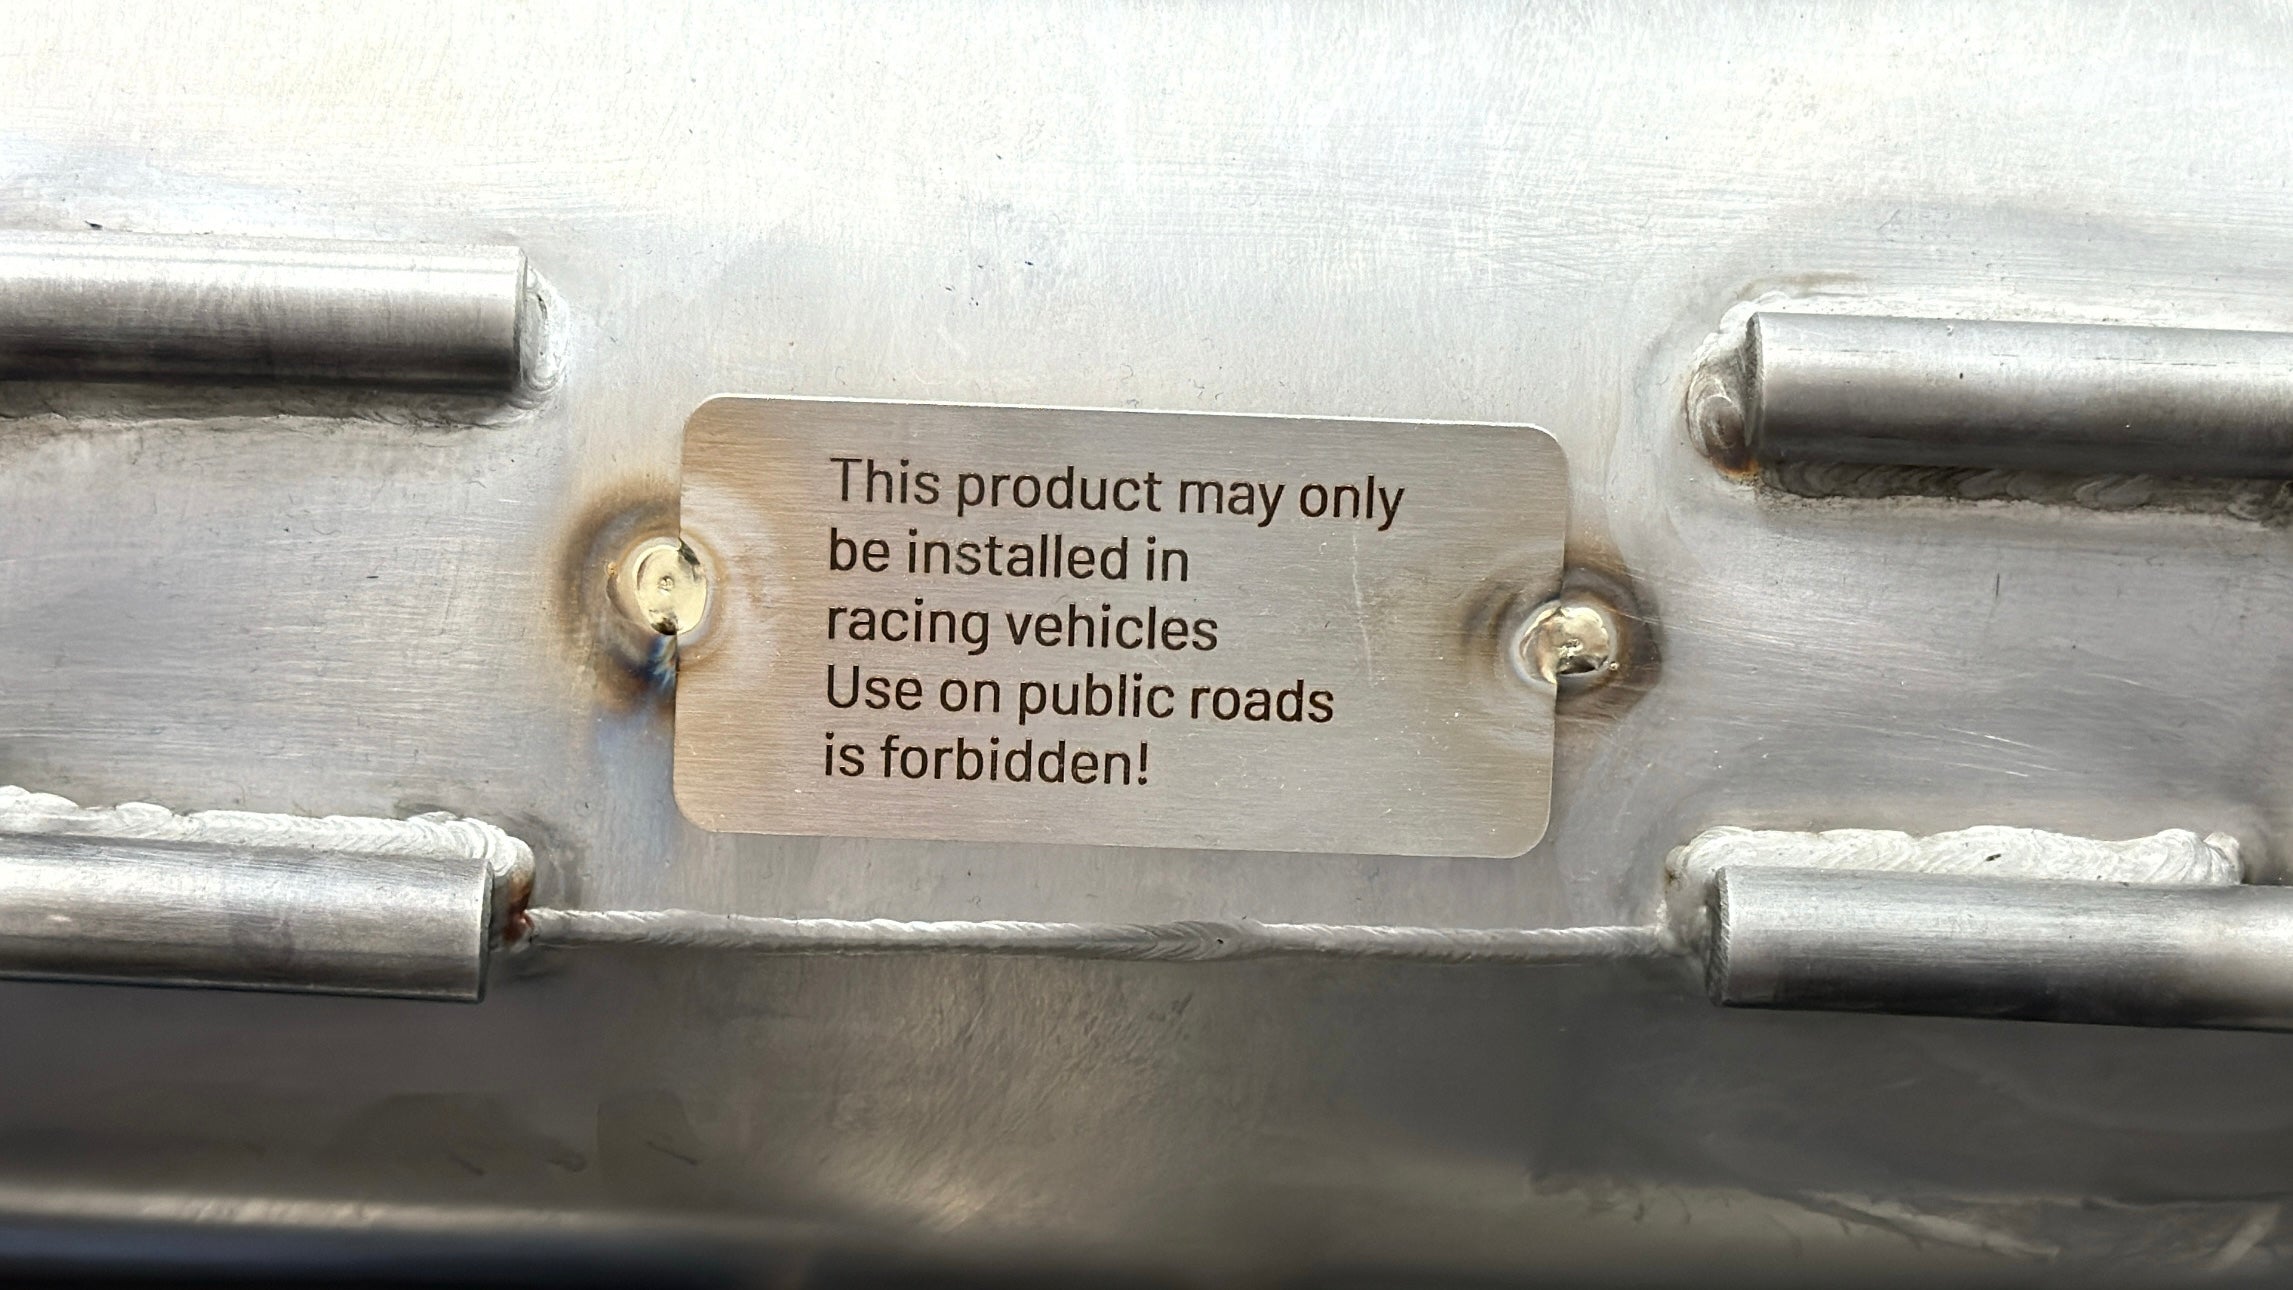 This product may only
be installed in
racing vehicles
Use on public roads
is forbidden!